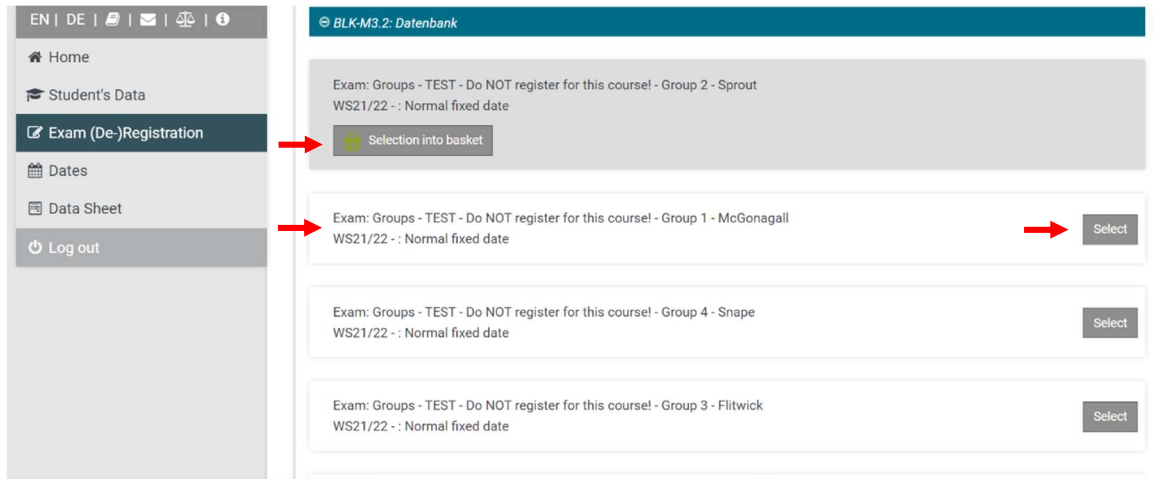 EN | DE | | | |
BLK-M3.2: Datenbank
Home
Student's Data
Exam (De-)Registration
Dates
Data Sheet
Log out
Exam: Groups - TEST - Do NOT register for this course! - Group 2 - Sprout
WS21/22 - : Normal fixed date
Selection into basket
Exam: Groups - TEST - Do NOT register for this course! - Group 1 - McGonagall
WS21/22 - : Normal fixed date
Select
Exam: Groups - TEST - Do NOT register for this course! - Group 4 - Snape
WS21/22 - : Normal fixed date
Select
Exam: Groups - TEST - Do NOT register for this course! - Group 3 - Flitwick
WS21/22 - : Normal fixed date
Select